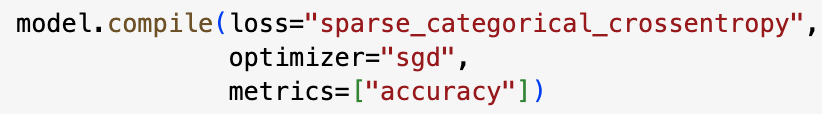 model.compile(loss="sparse_categorical_crossentropy",
              optimizer="sgd",
              metrics=["accuracy"])